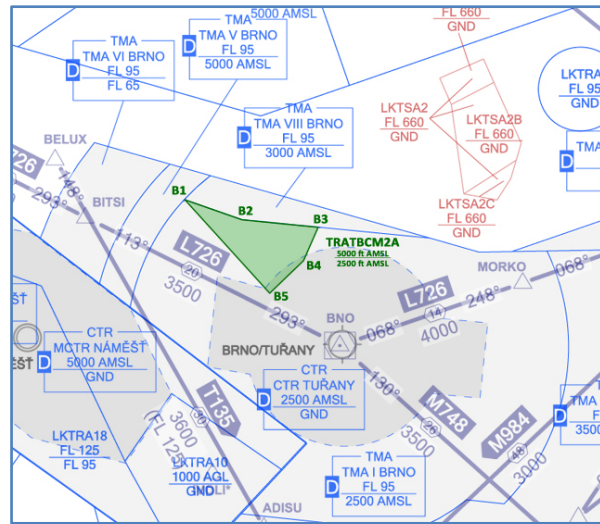 5000 AMSL
FL 660
GND
TMA
TMA V BRNO
FL 95
5000 AMSL
D
TMA
TMA VI BRNO
FL 95
FL 65
D
TMA
TMA VIII BRNO
FL 95
3000 AMSL
D
LKTSA2
FL 660
GND
LKTSA2B
FL 660
GND
LKTSA2C
FL 660
GND
LKTRA
FL 95
GND
TMA
D
BELUX
L726
293°
148°
BITSI
113°
B1
B2
B3
B4
B5
TRATBCM2A
5000 ft AMSL
2500 ft AMSL
L726
20
3500
293°
MORKO
068°
248°
L726
14
4000
068°
BNO
BRNO/TUŘANY
130°
CTR
MCTR NÁMĚŠŤ
5000 AMSL
GND
D
CTR
CTR TUŘANY
2500 AMSL
GND
D
T135
3600
(FL 125)
M748
26
3500
M984
48
3000
LKTRA18
FL 125
FL 95
LKTRA10
1000 AGL
GND
ADISU
TMA
TMA I BRNO
FL 95
2500 AMSL
D
D
3500